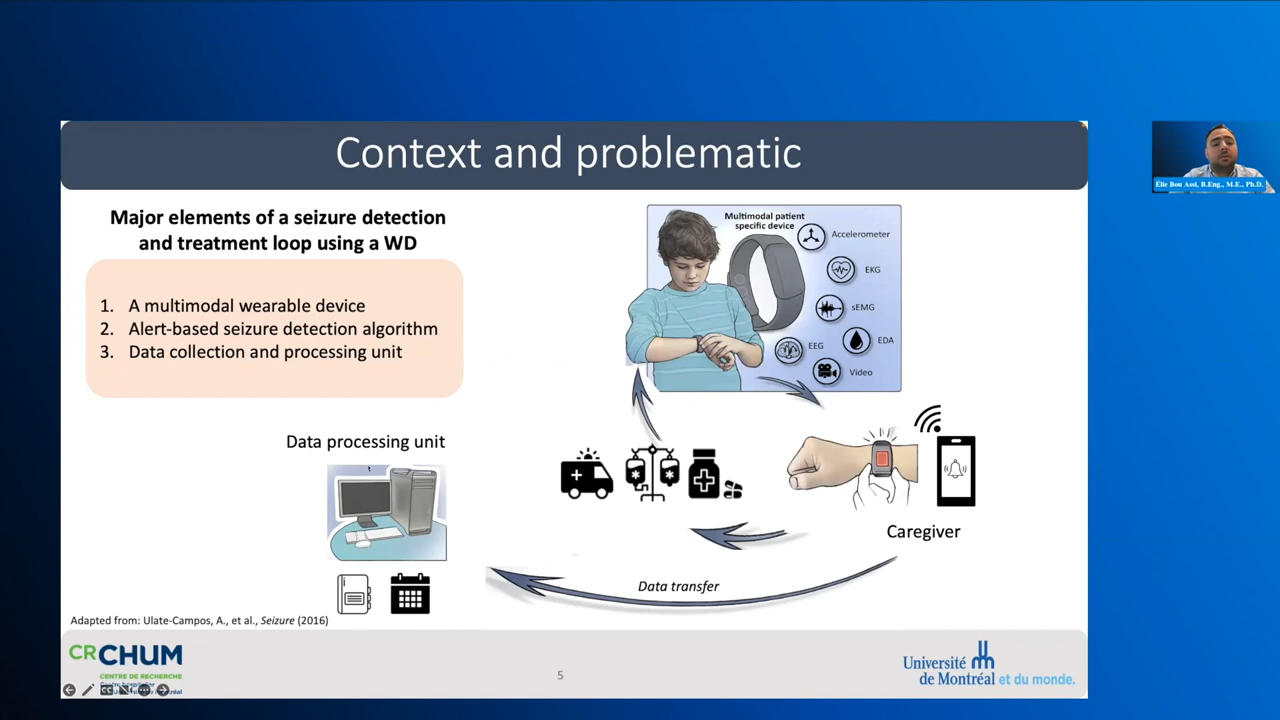 Context and problematic
Major elements of a seizure detection
and treatment loop using a WD
1. A multimodal wearable device
2. Alert-based seizure detection algorithm
3. Data collection and processing unit
Multimodal patient
specific device
Accelerometer
EKG
sEMG
EDA
EEG
Video
Élie Bou Assi, B.Eng., M.E., Ph.D.
Data processing unit
Caregiver
Data transfer
Adapted from: Ulate-Campos, A., et al., Seizure (2016)
CRCHUM
CENTRE DE RECHERCHE
5
Université
de Montréal et du monde.